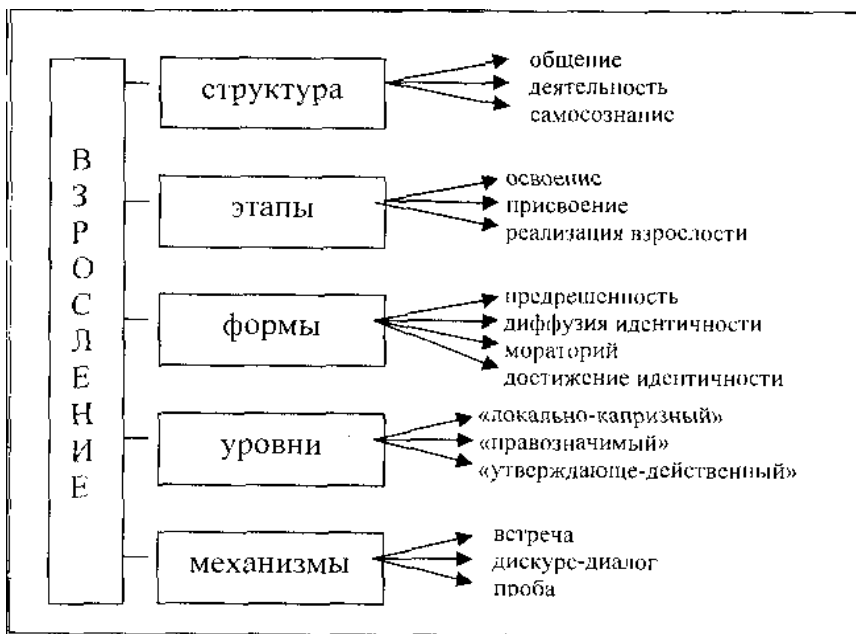 ВЗРОСЛЕНИЕ
структура
общение
деятельность
самосознание
этапы
освоение
присвоение
реализация взрослости
формы
предрешенность
диффузия идентичности
мораторий
достижение идентичности
уровни
«локально-капризный»
«правозначимый»
«утверждающе-действенный»
механизмы
встреча
дискурс-диалог
проба